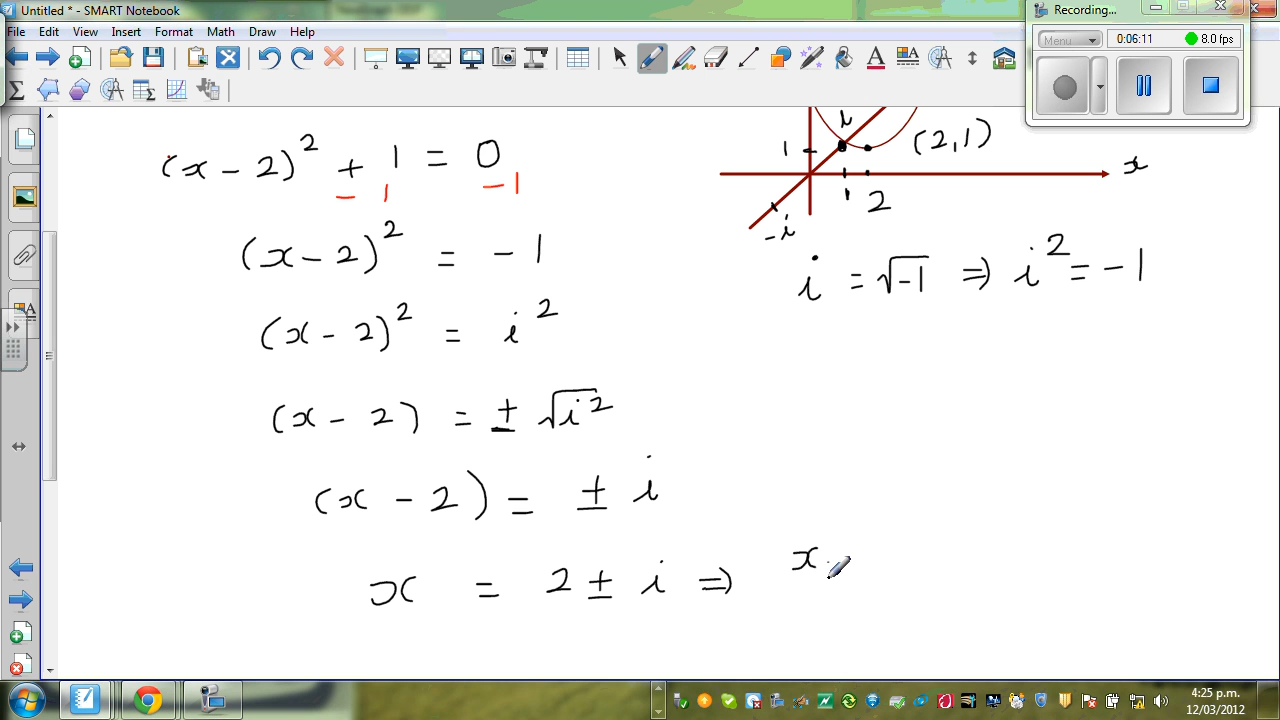 Untitled * - SMART Notebook
Recording...
File Edit View Insert Format Math Draw Help
Menu
0:06:11
8.0 fps
(x - 2)² + 1 = 0
- 1 -1
(x - 2)² = - 1
(x - 2)² = i²
(x - 2) = ± √i²
(x - 2) = ± i
x = 2 ± i ⇒ x
i
1
(2,1)
x
1
2
-i
i = √-1 ⇒ i² = -1
4:25 p.m.
12/03/2012